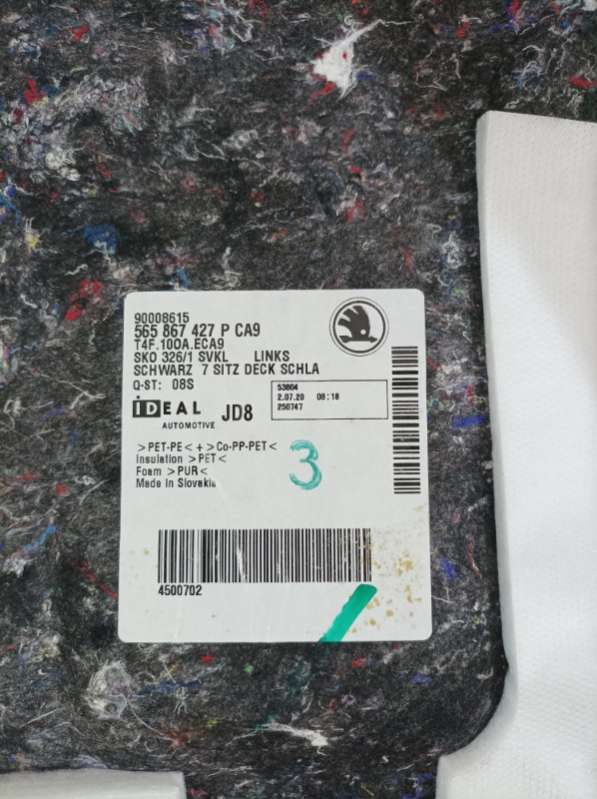 90008615
565 867 427 P CA9
T4F.100A.ECA9
SKO 326/1 SVKL LINKS
SCHWARZ 7 SITZ DECK SCHLA
Q-ST: 08S
53804
2.07.20 08:18
256747
IDEAL
AUTOMOTIVE
JD8
>PET-PE< + >Co-PP-PET<
Insulation >PET<
Foam >PUR<
Made in Slovakia
3
4500702